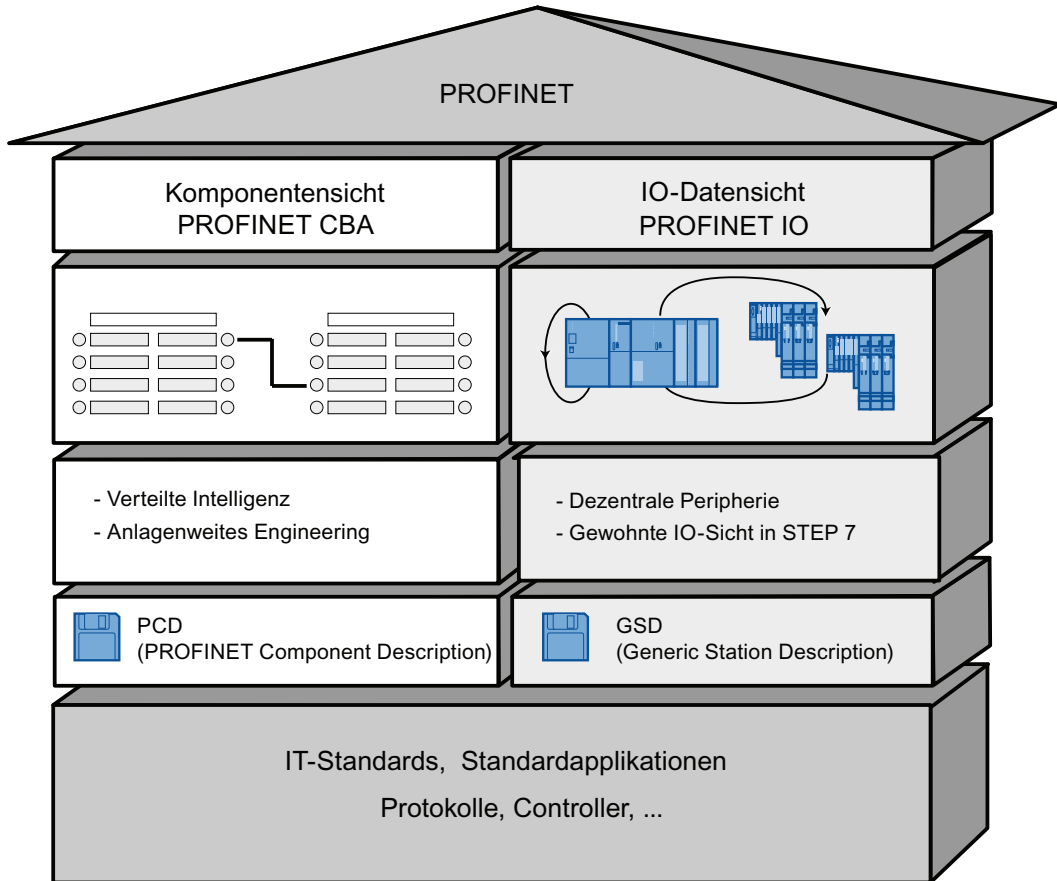 PROFINET
Komponentensicht
PROFINET CBA
IO-Datensicht
PROFINET IO
- Verteilte Intelligenz
- Anlagenweites Engineering
- Dezentrale Peripherie
- Gewohnte IO-Sicht in STEP 7
PCD
(PROFINET Component Description)
GSD
(Generic Station Description)
IT-Standards, Standardapplikationen
Protokolle, Controller, ...